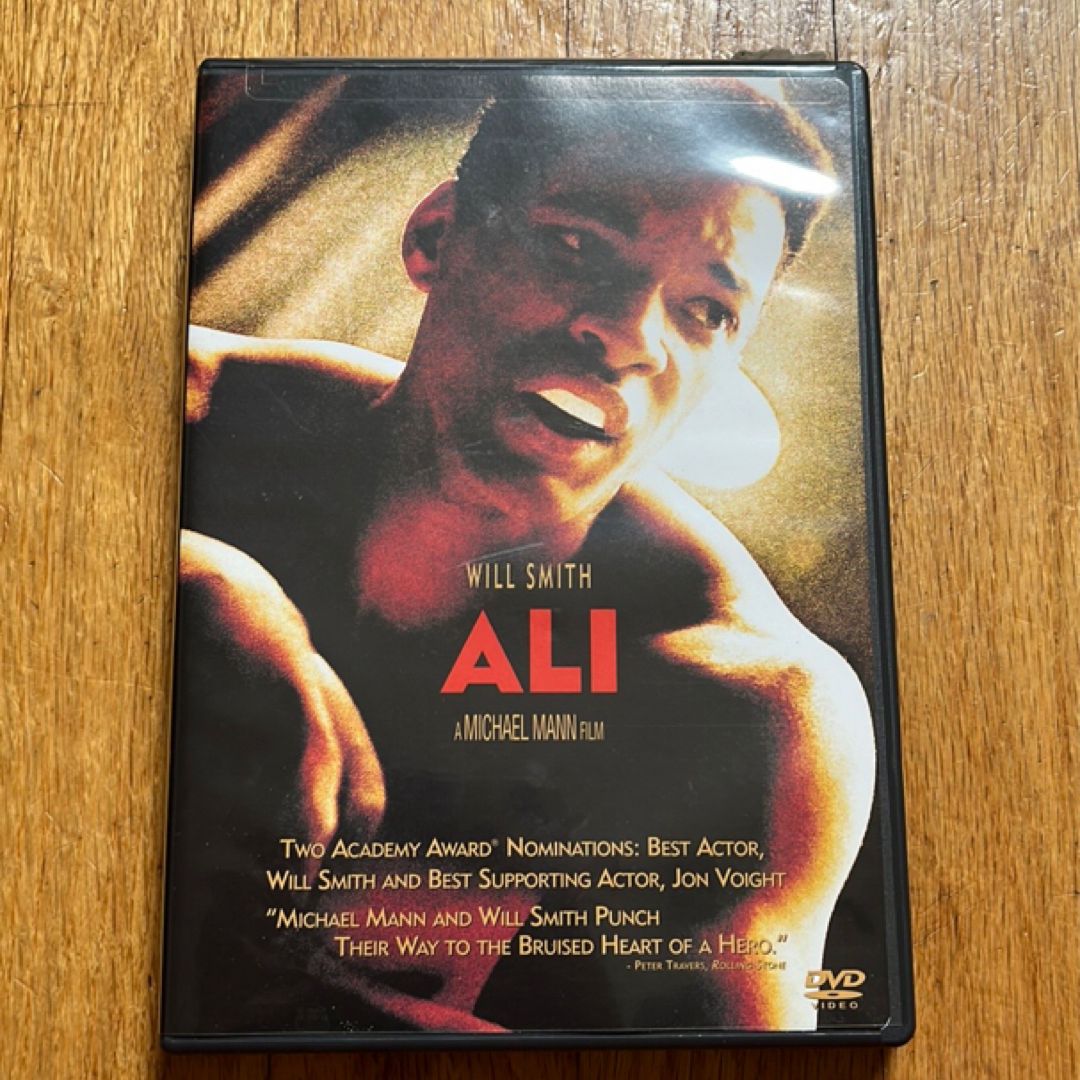 WILL SMITH
ALI
A MICHAEL MANN FILM
TWO ACADEMY AWARD® NOMINATIONS: BEST ACTOR,
WILL SMITH AND BEST SUPPORTING ACTOR, JON VOIGHT
“MICHAEL MANN AND WILL SMITH PUNCH
THEIR WAY TO THE BRUISED HEART OF A HERO.”
- PETER TRAVERS, ROLLING STONE
DVD
VIDEO